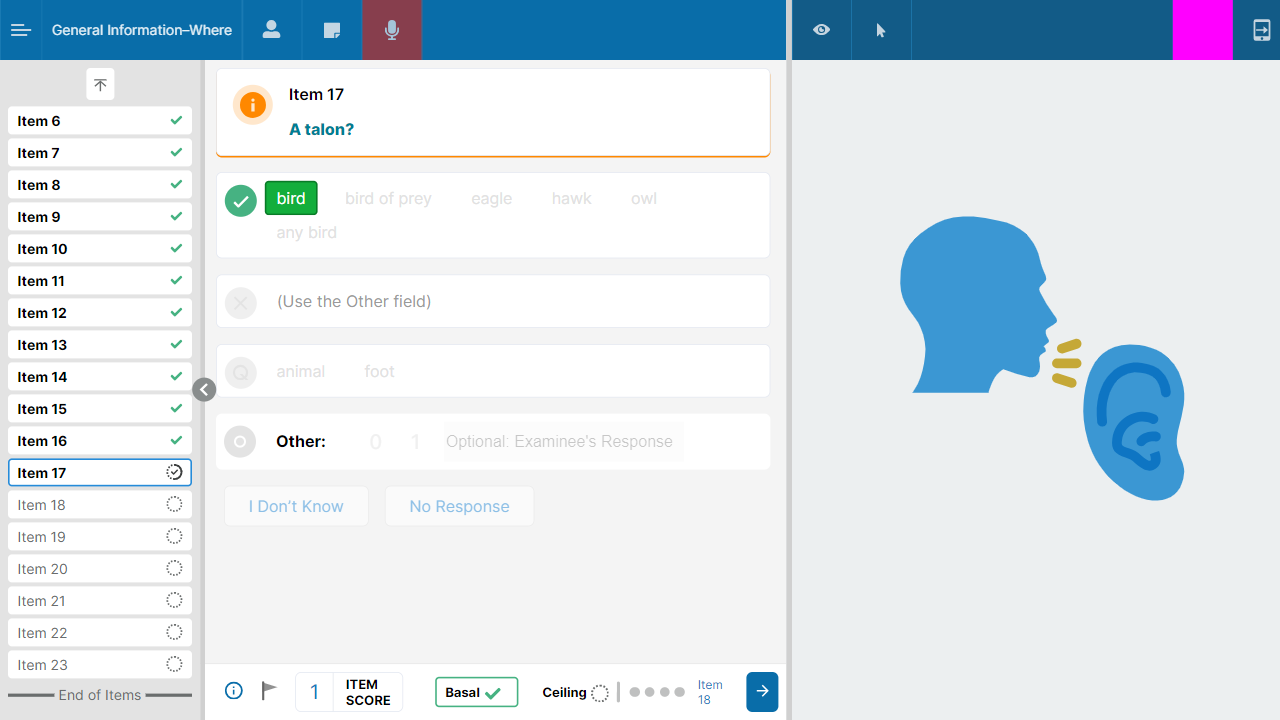 General Information–Where
Item 6
Item 7
Item 8
Item 9
Item 10
Item 11
Item 12
Item 13
Item 14
Item 15
Item 16
Item 17
Item 18
Item 19
Item 20
Item 21
Item 22
Item 23
End of Items
Item 17
A talon?
bird bird of prey eagle hawk owl
any bird
(Use the Other field)
Q animal foot
O Other: 0 1 Optional: Examinee's Response
I Don't Know No Response
1 ITEM SCORE Basal Ceiling Item 18